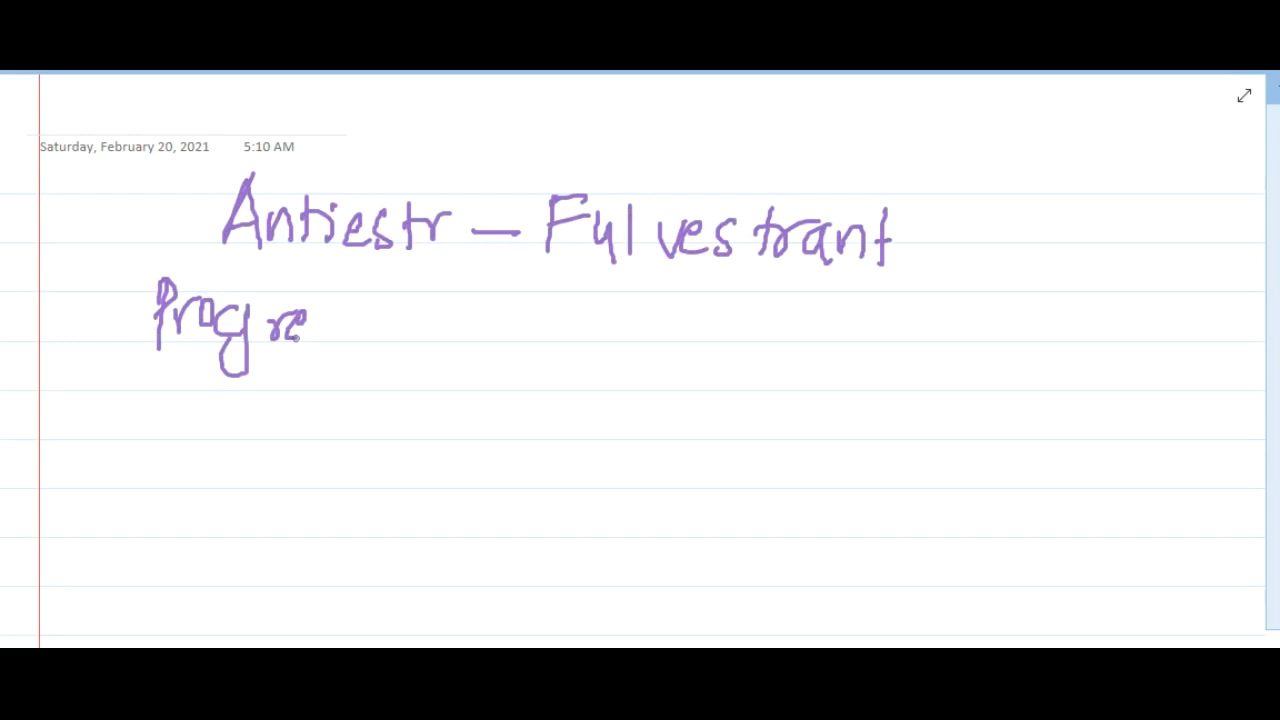 Saturday, February 20, 2021 5:10 AM
Antiestr — Fulvestrant
Progre